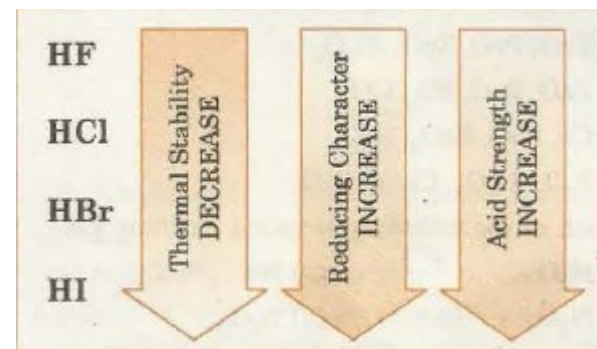 HF
HCl
HBr
HI
Thermal Stability
DECREASE
Reducing Character
INCREASE
Acid Strength
INCREASE